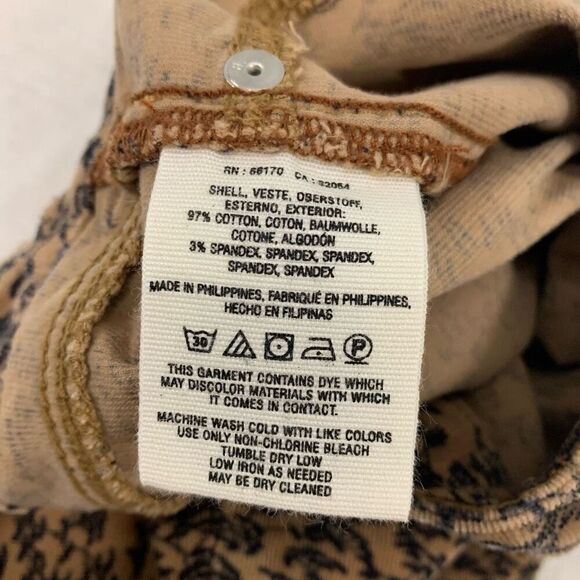 RN : 66170 CA : 32054
SHELL, VESTE, OBERSTOFF,
ESTERNO, EXTERIOR:
97% COTTON, COTON, BAUMWOLLE,
COTONE, ALGODÓN
3% SPANDEX, SPANDEX, SPANDEX,
SPANDEX, SPANDEX
MADE IN PHILIPPINES, FABRIQUÉ EN PHILIPPINES,
HECHO EN FILIPINAS
30 P
THIS GARMENT CONTAINS DYE WHICH
MAY DISCOLOR MATERIALS WITH WHICH
IT COMES IN CONTACT.
MACHINE WASH COLD WITH LIKE COLORS
USE ONLY NON-CHLORINE BLEACH
TUMBLE DRY LOW
LOW IRON AS NEEDED
MAY BE DRY CLEANED